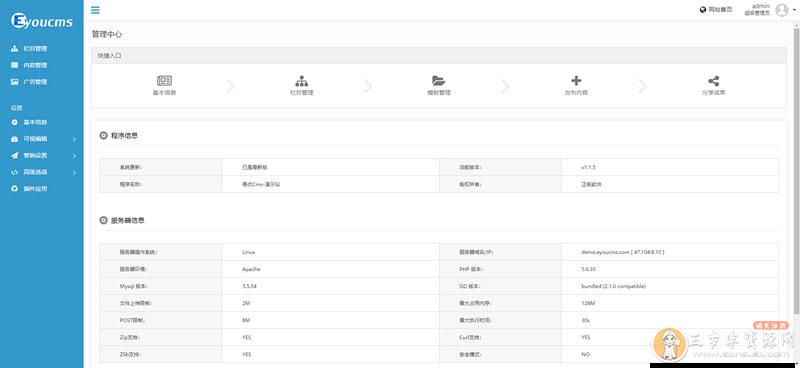 Eyoucms
网站首页
admin
超级管理员
栏目管理
内容管理
广告管理
设置
基本信息
可视编辑
营销设置
高级选项
插件应用
管理中心
快捷入口
基本信息
栏目管理
模板管理
发布内容
分享成果
程序信息
系统更新: 已是最新版 当前版本: v1.1.5
程序名称: 易优Cms-演示站 版权所有: 正版软件
服务器信息
服务器操作系统: Linux 服务器域名/IP: demo.eyoucms.com [ 47.104.8.10 ]
服务器环境: Apache PHP 版本: 5.6.30
Mysql 版本: 5.5.54 GD 版本: bundled (2.1.0 compatible)
文件上传限制: 2M 最大占用内存: 128M
POST限制: 8M 最大执行时间: 30s
Zip支持: YES Curl支持: YES
Zlib支持: YES 安全模式: NO
三岁半资源网